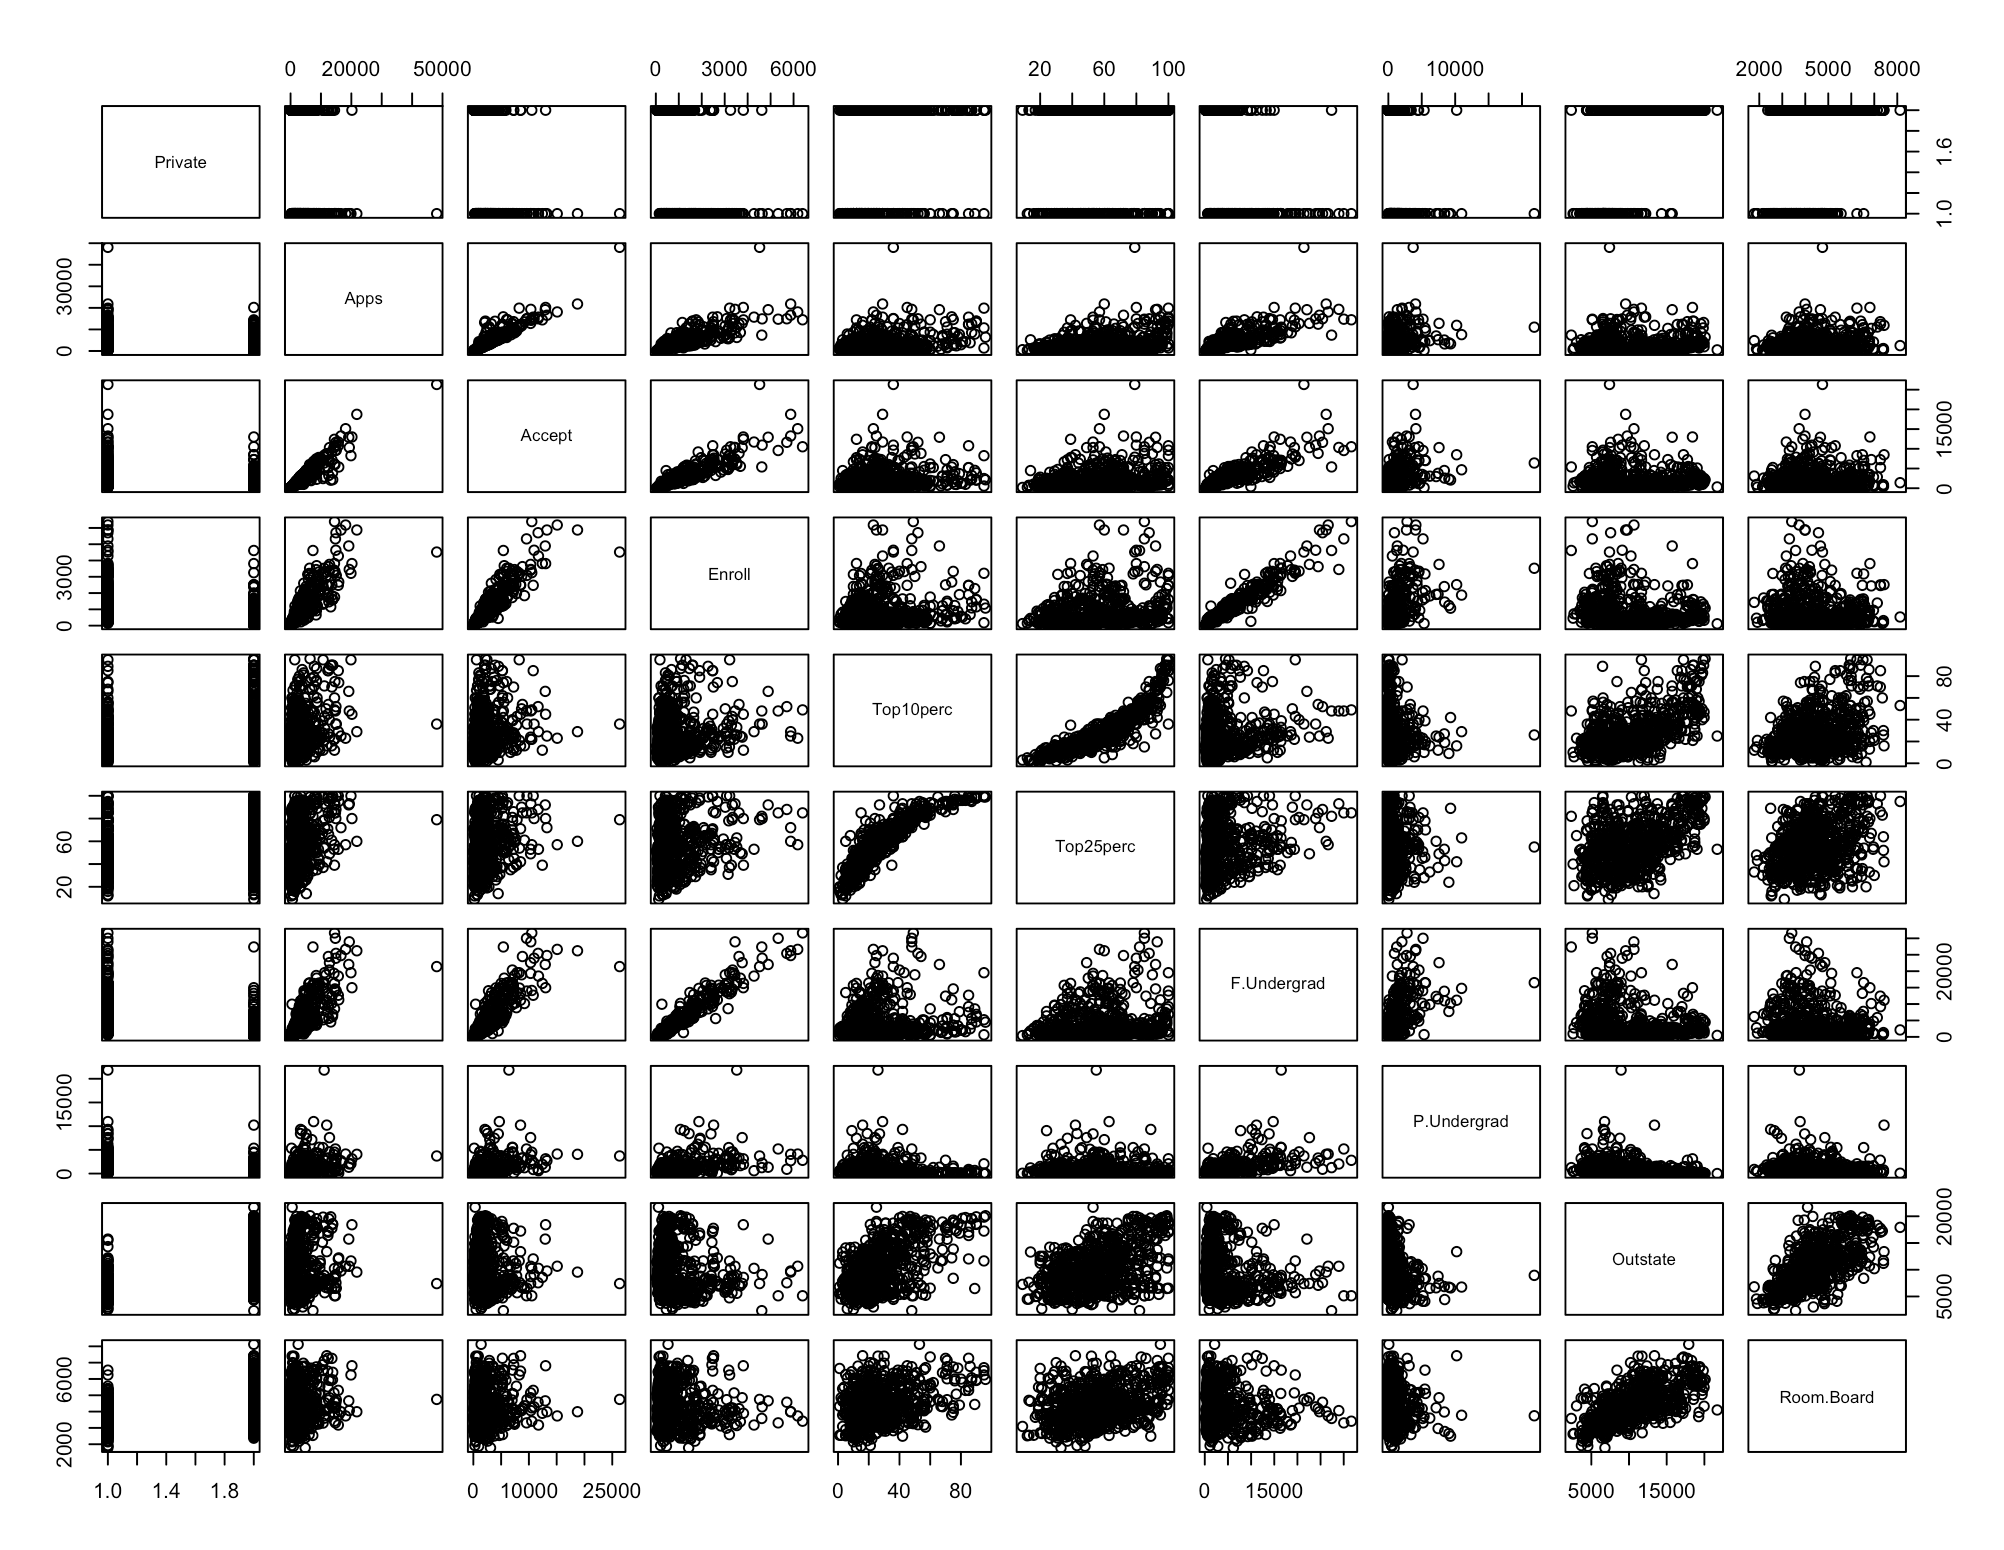 0 20000 50000 0 3000 6000 20 60 100 0 10000 2000 5000 8000
Private
1.0 1.6
0 30000
Apps
Accept
0 15000
0 3000
Enroll
Top10perc
0 40 80
20 60
Top25perc
F.Undergrad
0 20000
0 15000
P.Undergrad
Outstate
5000 20000
2000 6000
Room.Board
1.0 1.4 1.8 0 10000 25000 0 40 80 0 15000 5000 15000